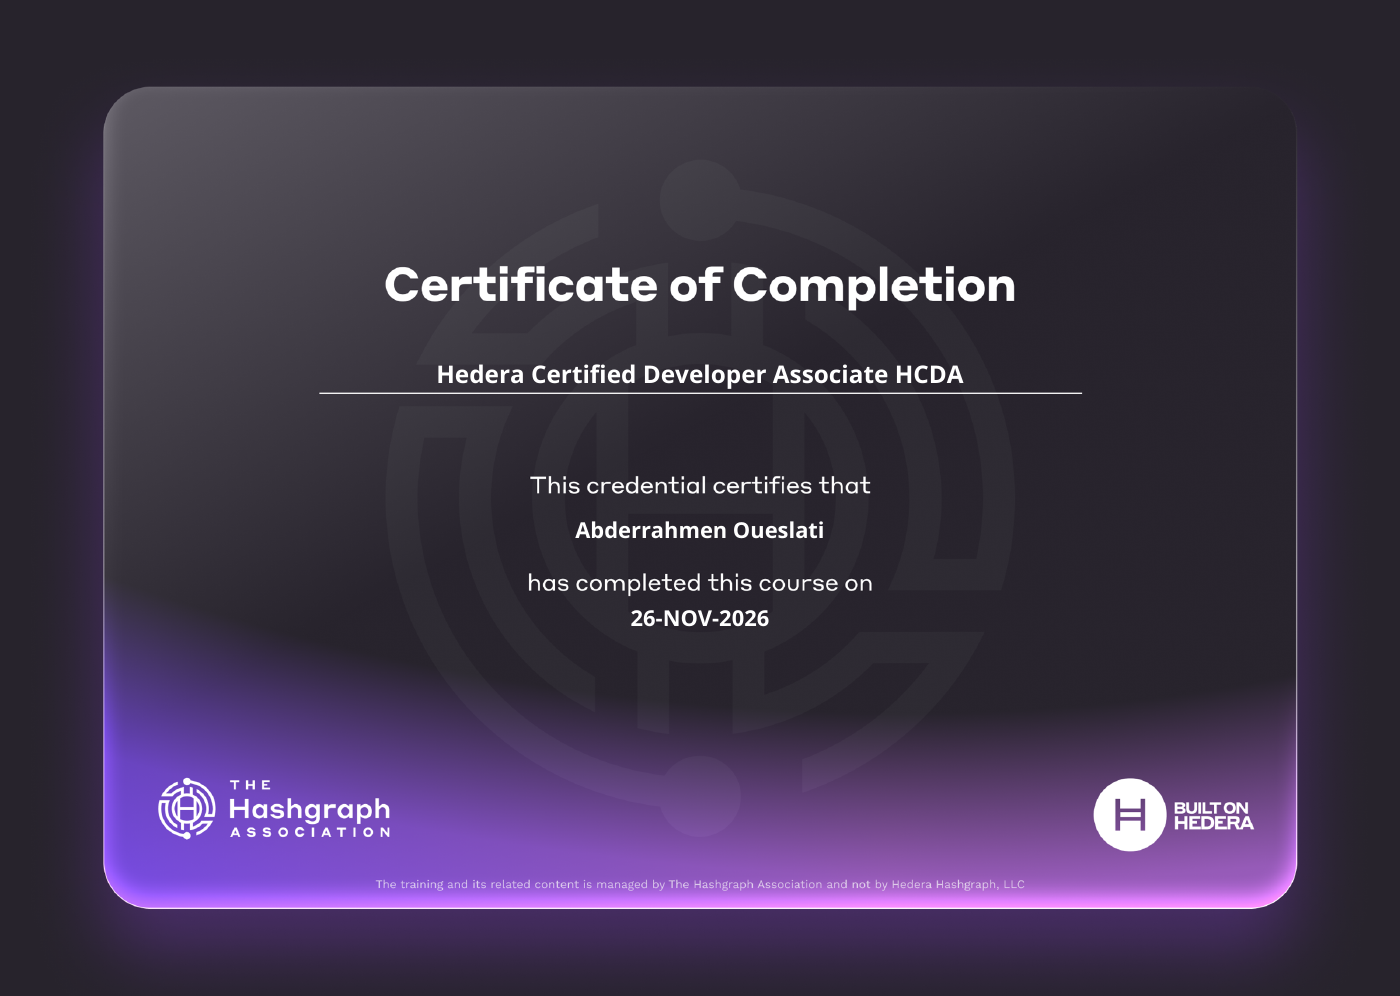 Certificate of Completion
Hedera Certified Developer Associate HCDA
This credential certifies that
Abderrahmen Oueslati
has completed this course on
26-NOV-2026
THE
Hashgraph
ASSOCIATION
BUILT ON
HEDERA
The training and its related content is managed by The Hashgraph Association and not by Hedera Hashgraph, LLC